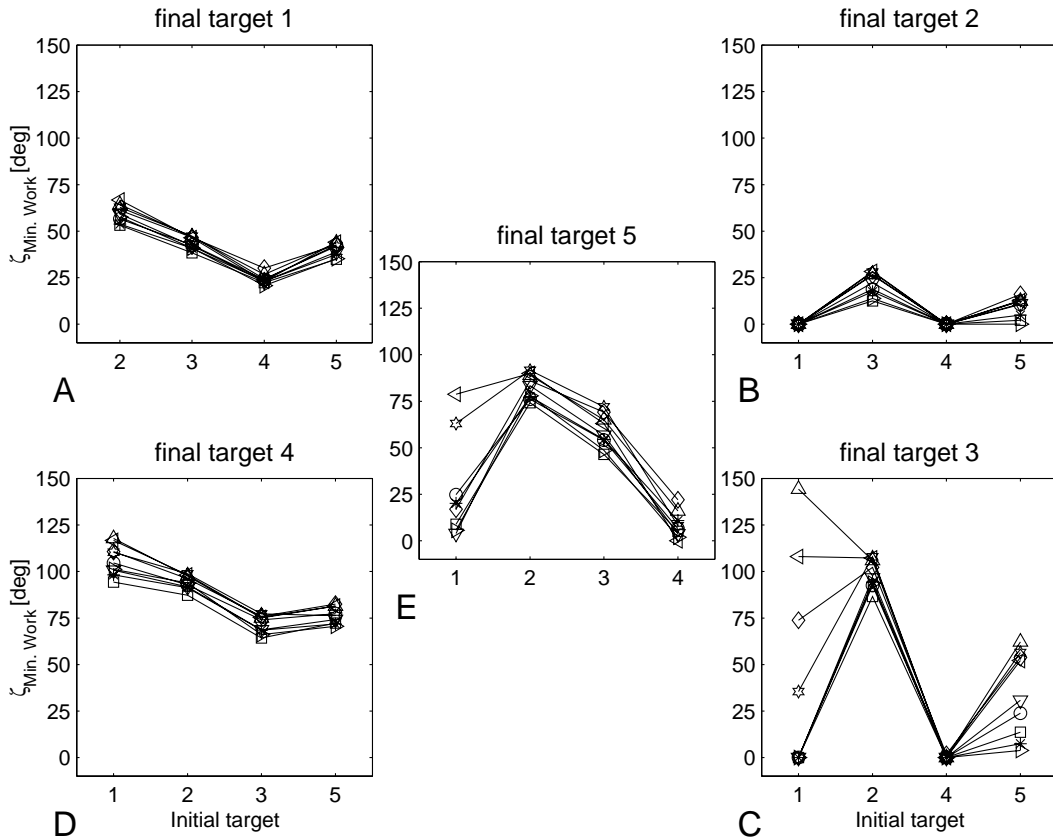 final target 1
150
125
100
75
50
25
0
ζMin. Work [deg]
2 3 4 5
A
final target 2
150
125
100
75
50
25
0
1 3 4 5
B
final target 5
150
125
100
75
50
25
0
1 2 3 4
E
final target 4
150
125
100
75
50
25
0
ζMin. Work [deg]
1 2 3 5
Initial target
D
final target 3
150
125
100
75
50
25
0
1 2 4 5
Initial target
C